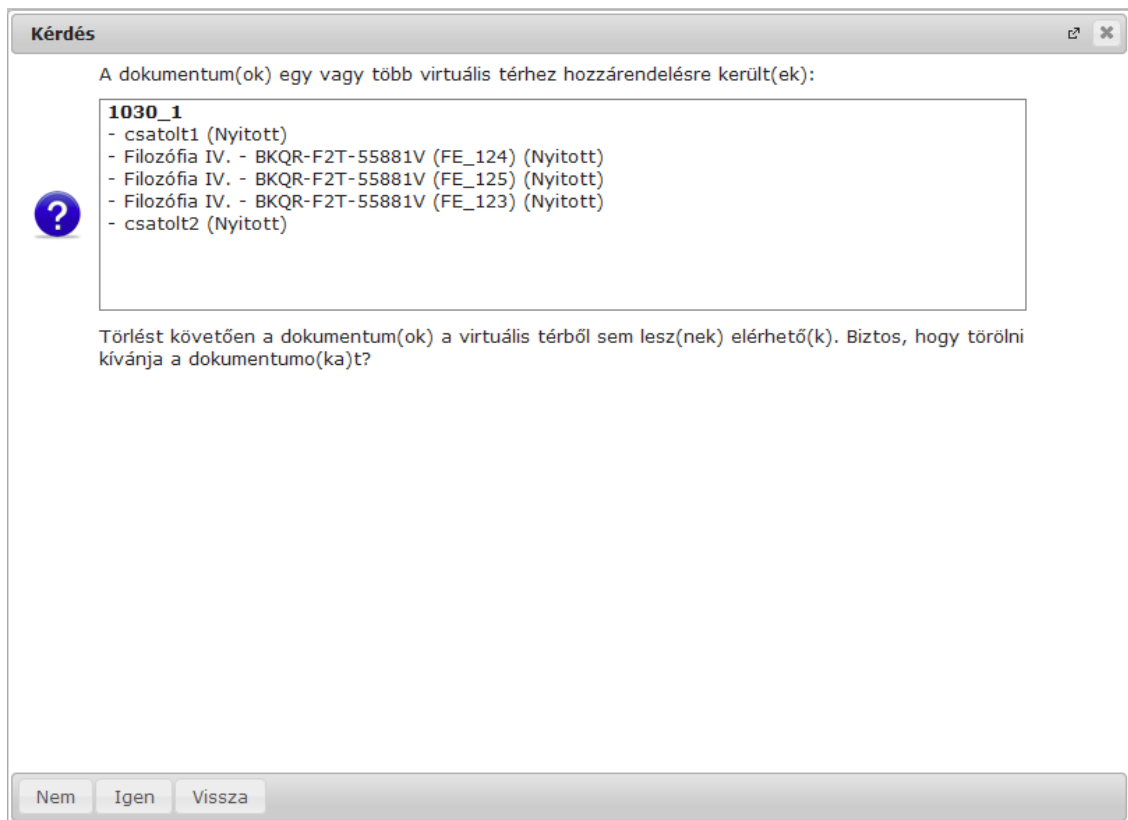 Kérdés
A dokumentum(ok) egy vagy több virtuális térhez hozzárendelésre került(ek):
1030_1
- csatolt1 (Nyitott)
- Filozófia IV. - BKQR-F2T-55881V (FE_124) (Nyitott)
- Filozófia IV. - BKQR-F2T-55881V (FE_125) (Nyitott)
- Filozófia IV. - BKQR-F2T-55881V (FE_123) (Nyitott)
- csatolt2 (Nyitott)
Törlést követően a dokumentum(ok) a virtuális térből sem lesz(nek) elérhető(k). Biztos, hogy törölni
kívánja a dokumentumo(ka)t?
Nem Igen Vissza